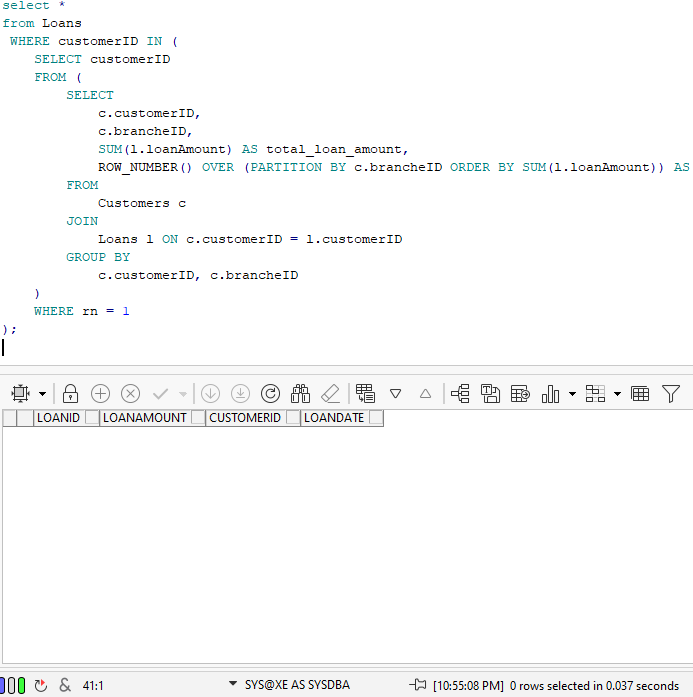 select *
from Loans
WHERE customerID IN (
SELECT customerID
FROM (
SELECT
c.customerID,
c.brancheID,
SUM(l.loanAmount) AS total_loan_amount,
ROW_NUMBER() OVER (PARTITION BY c.brancheID ORDER BY SUM(l.loanAmount)) AS
FROM
Customers c
JOIN
Loans l ON c.customerID = l.customerID
GROUP BY
c.customerID, c.brancheID
)
WHERE rn = 1
);
LOANID LOANAMOUNT CUSTOMERID LOANDATE
& 41:1 SYS@XE AS SYSDBA [10:55:08 PM] 0 rows selected in 0.037 seconds